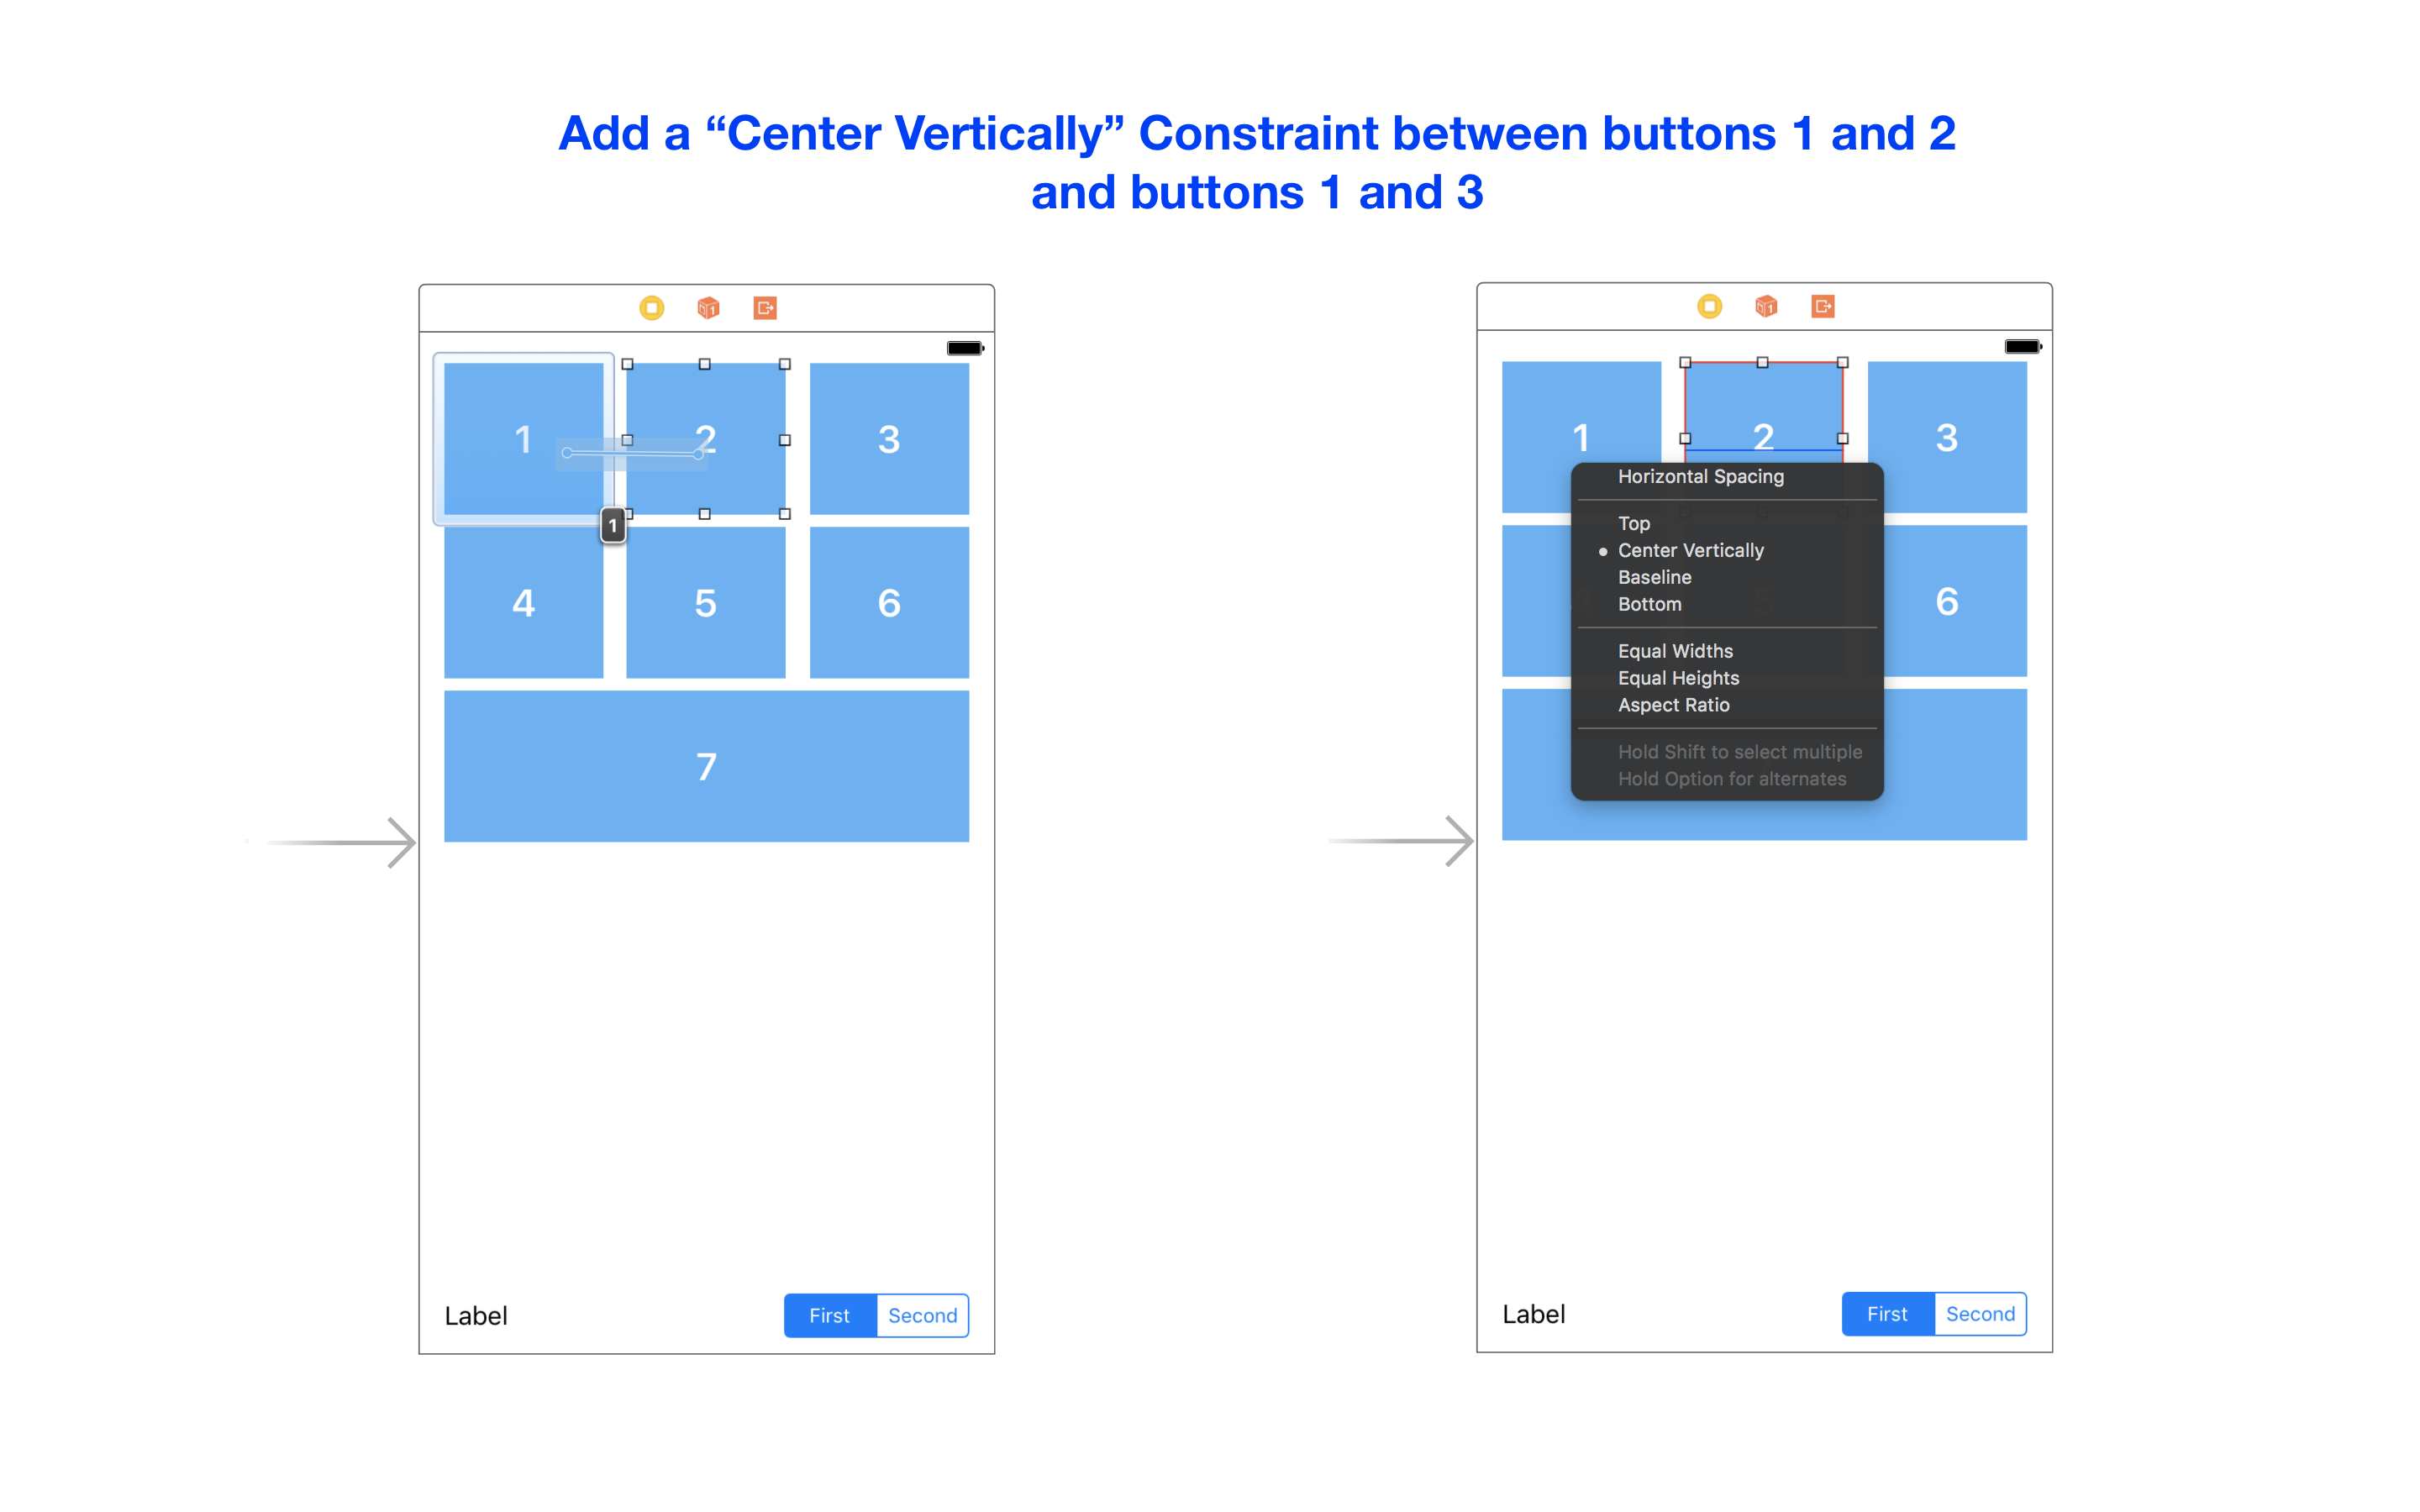 Add a “Center Vertically” Constraint between buttons 1 and 2
and buttons 1 and 3
1
1 2 3
1
4 5 6
7
Label First Second
1
1 2 3
Horizontal Spacing
Top
Center Vertically
Baseline
Bottom
6
Equal Widths
Equal Heights
Aspect Ratio
Hold Shift to select multiple
Hold Option for alternates
Label First Second